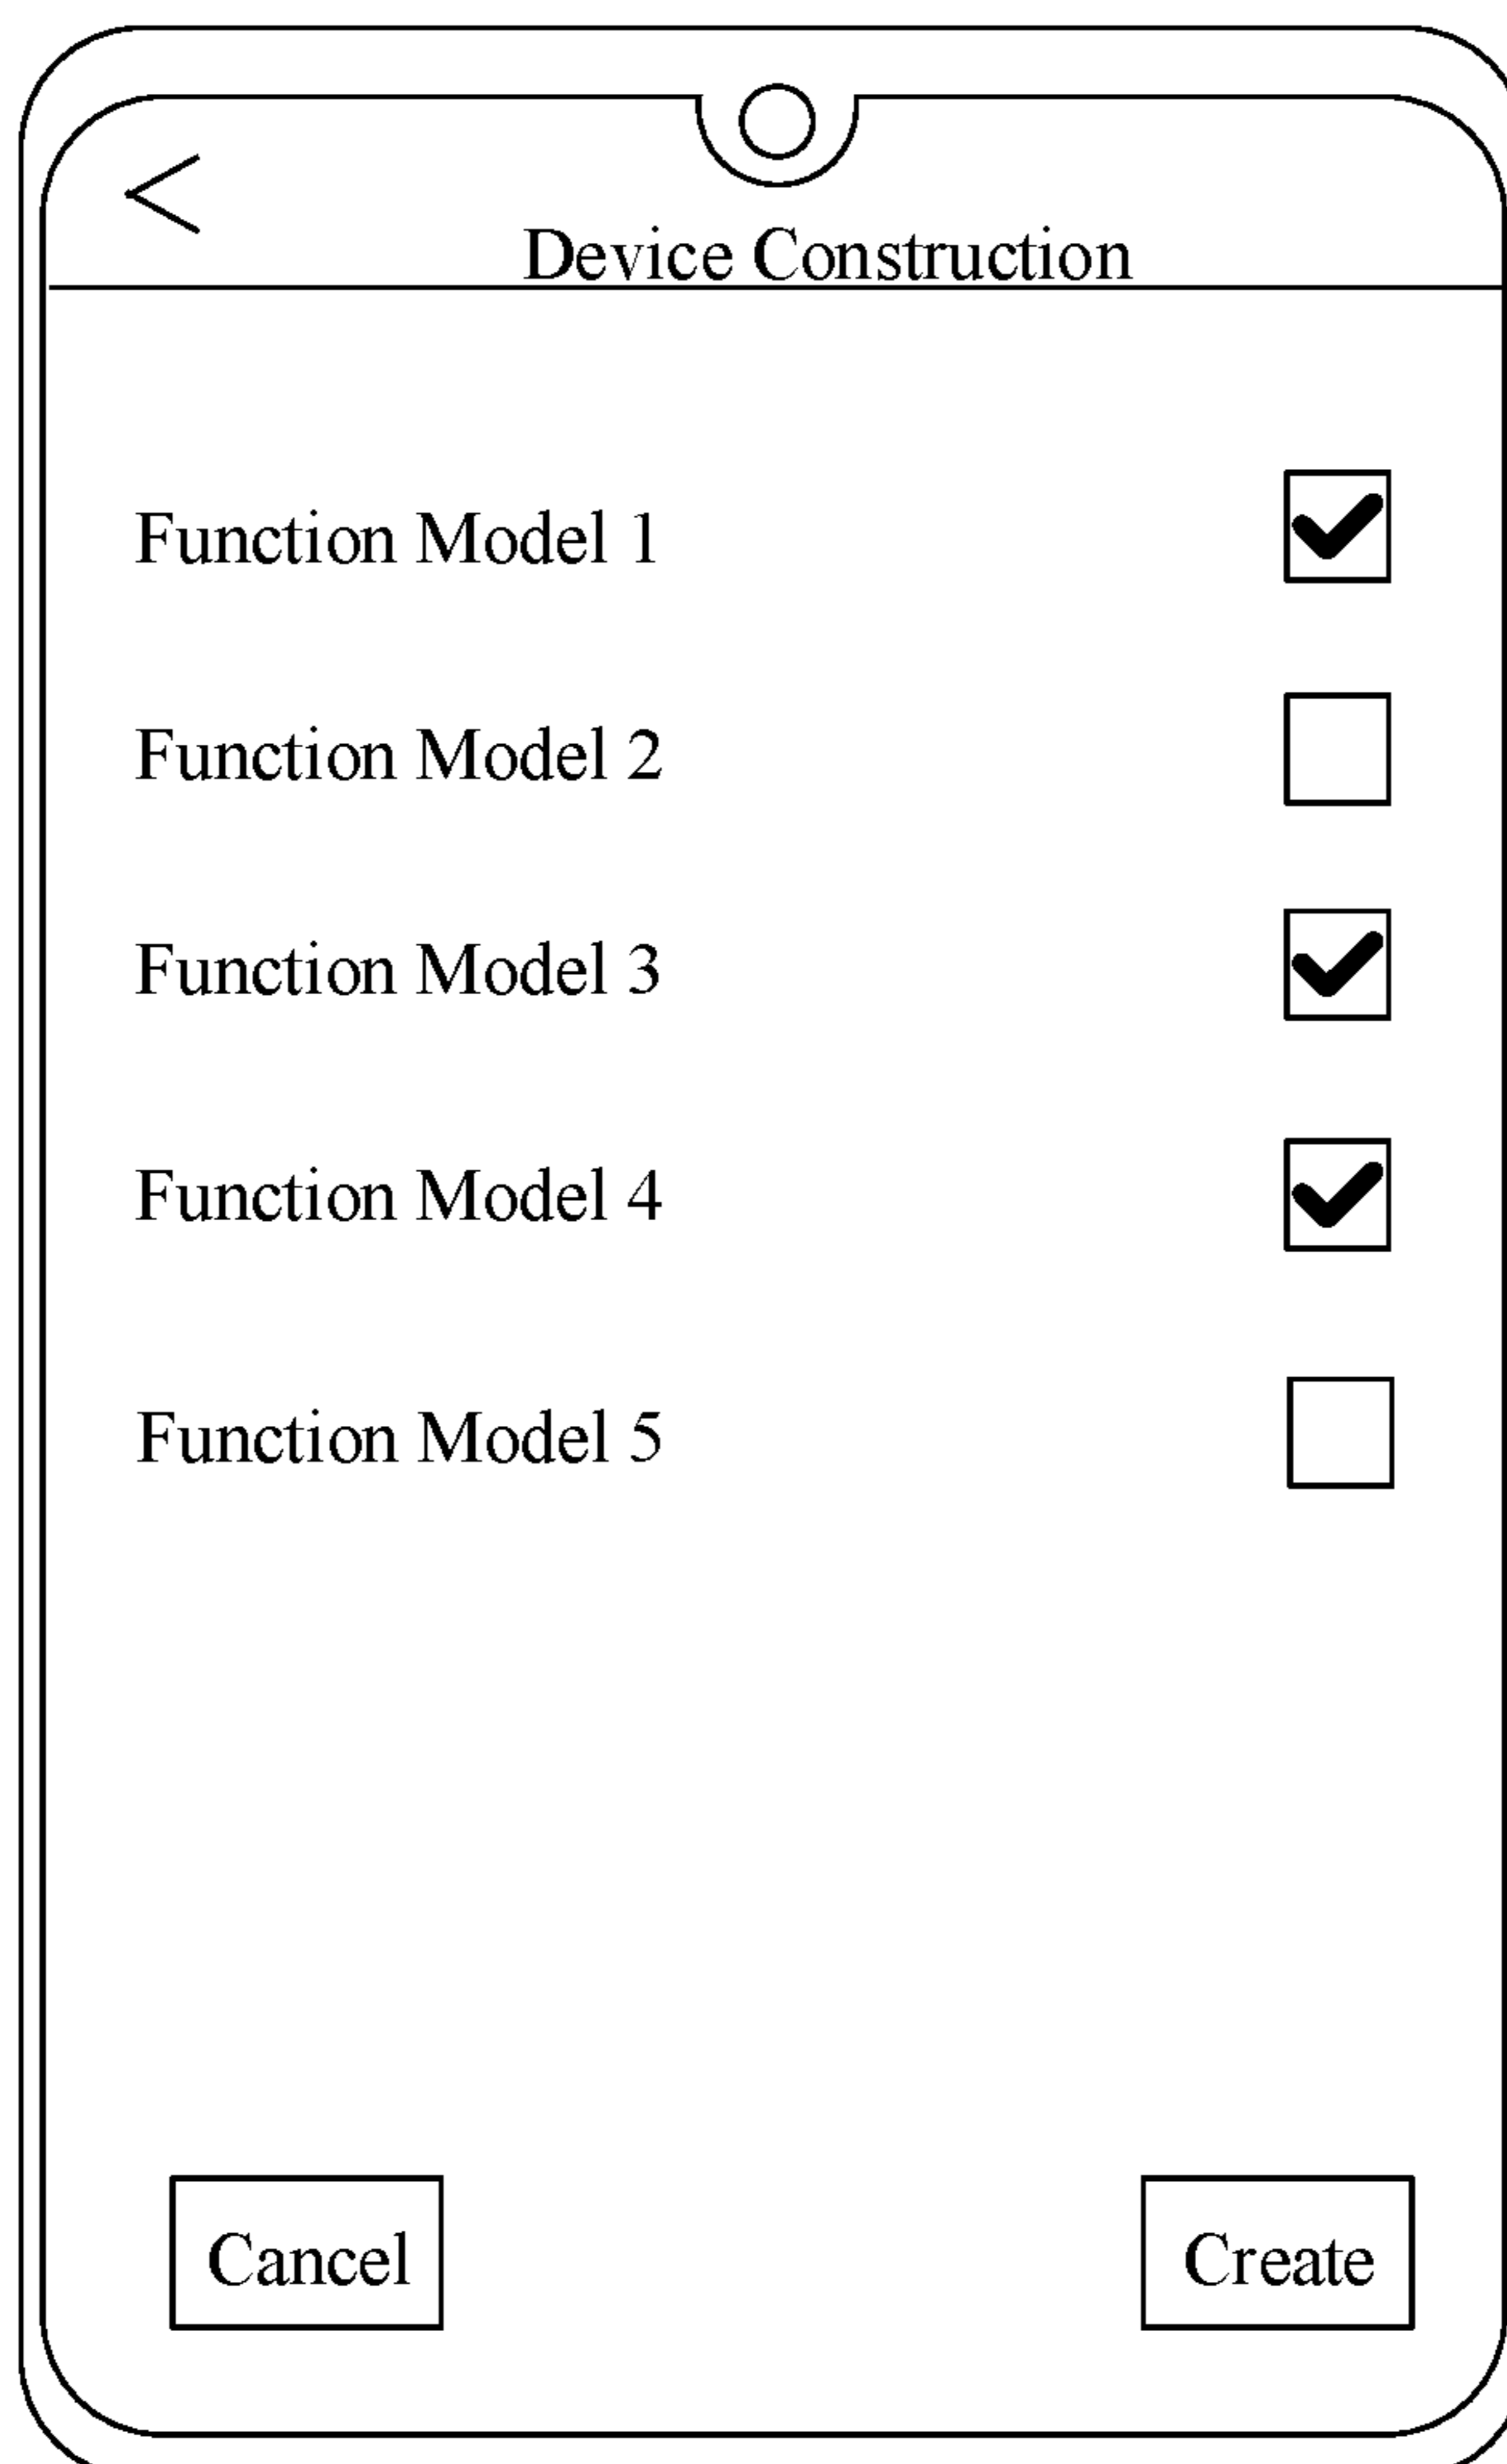 Device Construction
Function Model 1
Function Model 2
Function Model 3
Function Model 4
Function Model 5
Cancel
Create